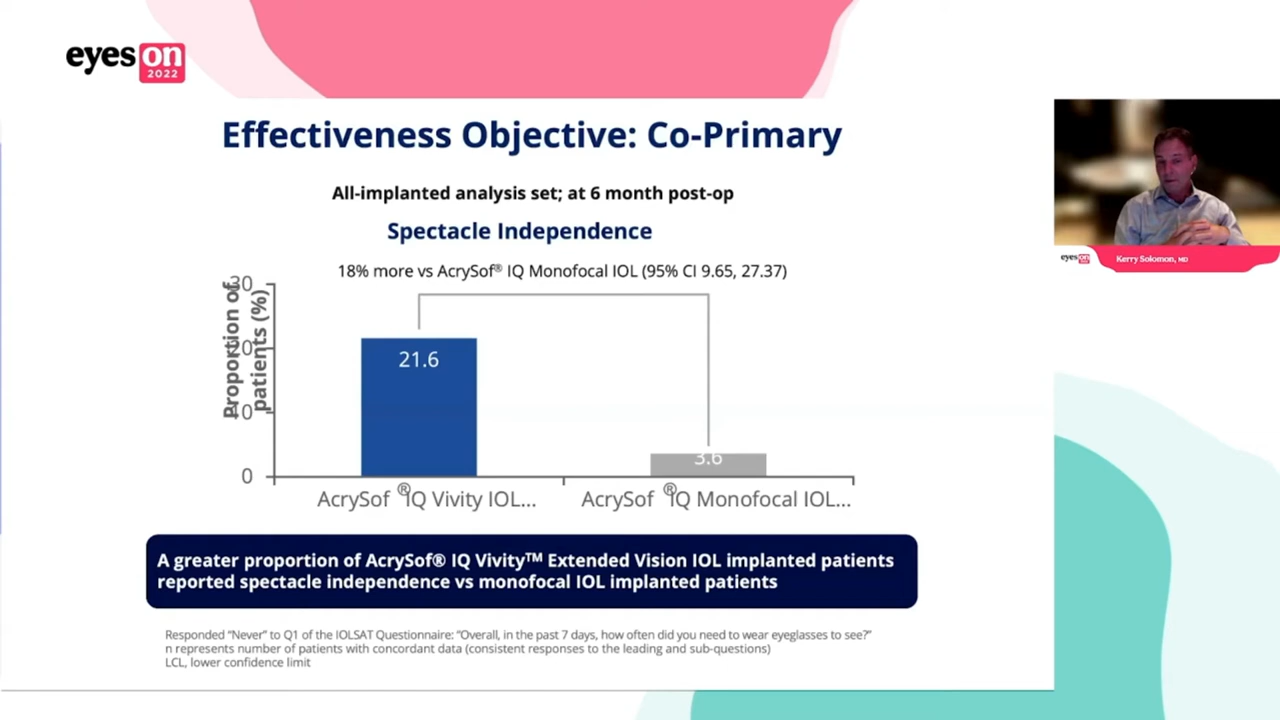 eyes on
2022
Effectiveness Objective: Co-Primary
All-implanted analysis set; at 6 month post-op
Spectacle Independence
18% more vs AcrySof® IQ Monofocal IOL (95% CI 9.65, 27.37)
Proportion of
patients (%)
30
20
10
0
21.6
3.6
AcrySof ® IQ Vivity IOL...
AcrySof ® IQ Monofocal IOL...
A greater proportion of AcrySof® IQ Vivity™ Extended Vision IOL implanted patients
reported spectacle independence vs monofocal IOL implanted patients
Responded “Never” to Q1 of the IOLSAT Questionnaire: “Overall, in the past 7 days, how often did you need to wear eyeglasses to see?”
n represents number of patients with concordant data (consistent responses to the leading and sub-questions)
LCL, lower confidence limit
eyes on
Kerry Solomon, MD